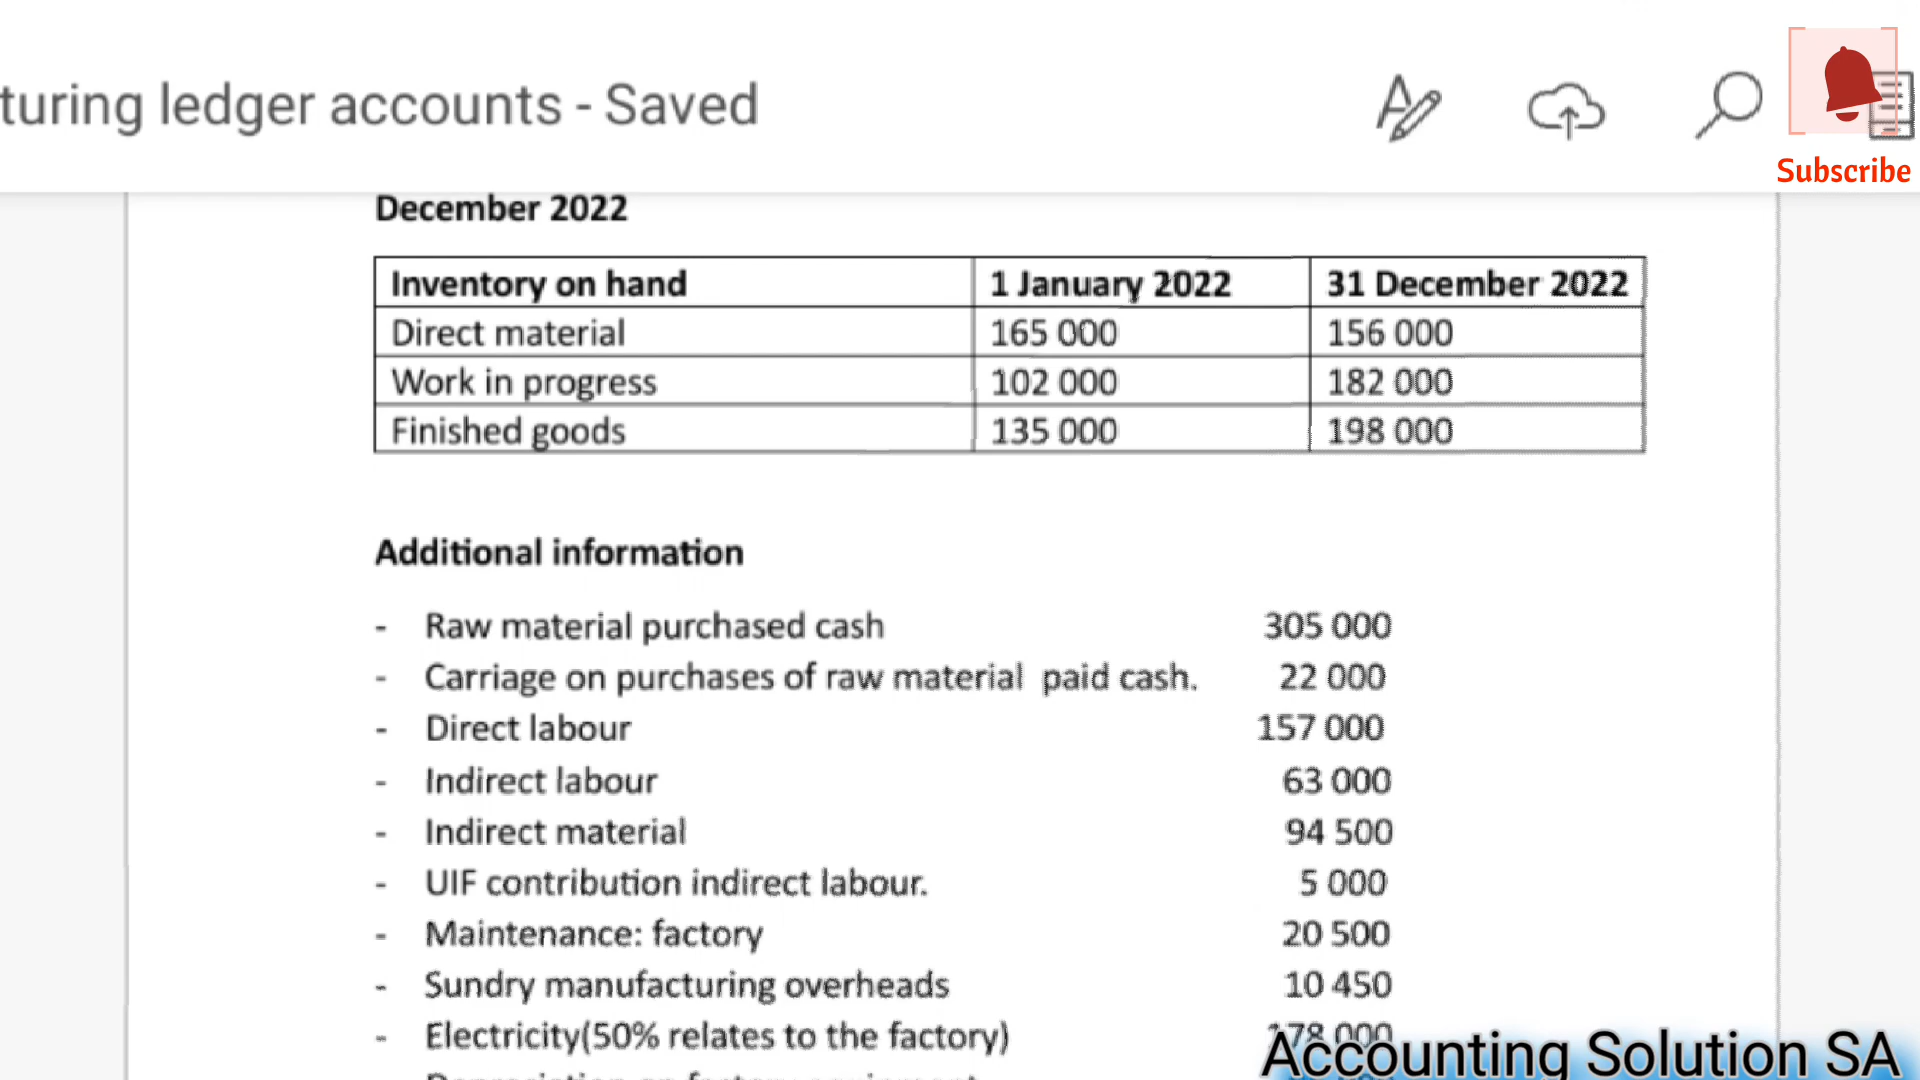 turing ledger accounts - Saved
Subscribe
December 2022
Inventory on hand 1 January 2022 31 December 2022
Direct material 165 000 156 000
Work in progress 102 000 182 000
Finished goods 135 000 198 000
Additional information
- Raw material purchased cash 305 000
- Carriage on purchases of raw material paid cash. 22 000
- Direct labour 157 000
- Indirect labour 63 000
- Indirect material 94 500
- UIF contribution indirect labour. 5 000
- Maintenance: factory 20 500
- Sundry manufacturing overheads 10 450
- Electricity(50% relates to the factory) 178 000
Accounting Solution SA